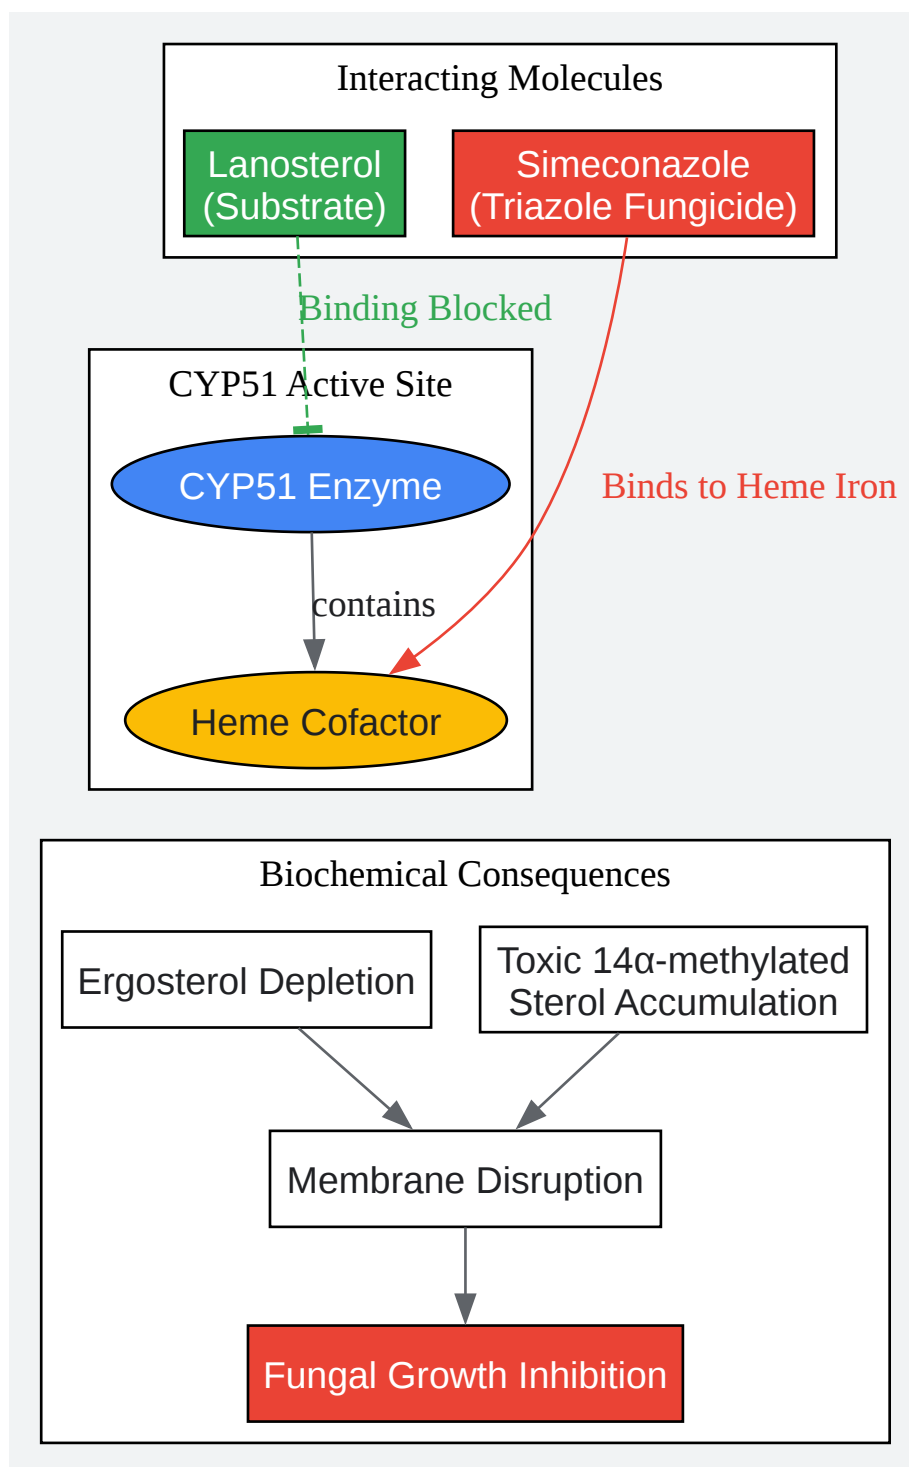 Interacting Molecules
Lanosterol
(Substrate)
Simeconazole
(Triazole Fungicide)
Binding Blocked
CYP51 Active Site
CYP51 Enzyme
Binds to Heme Iron
contains
Heme Cofactor
Biochemical Consequences
Ergosterol Depletion
Toxic 14α-methylated
Sterol Accumulation
Membrane Disruption
Fungal Growth Inhibition